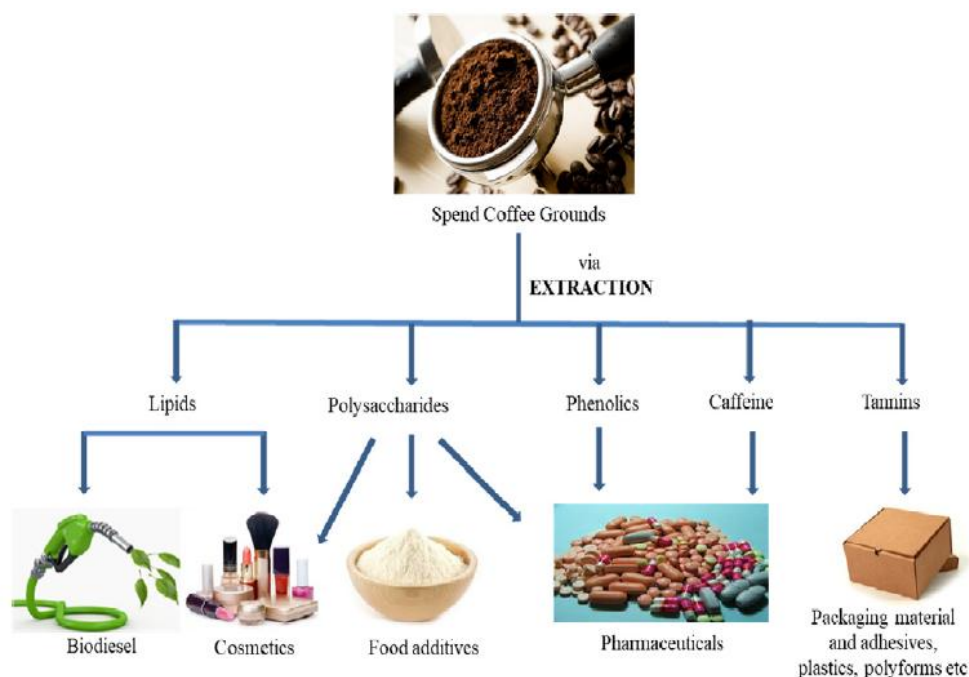 Spend Coffee Grounds
via
EXTRACTION
Lipids
Polysaccharides
Phenolics
Caffeine
Tannins
Biodiesel
Cosmetics
Food additives
Pharmaceuticals
Packaging material
and adhesives,
plastics, polyforms etc